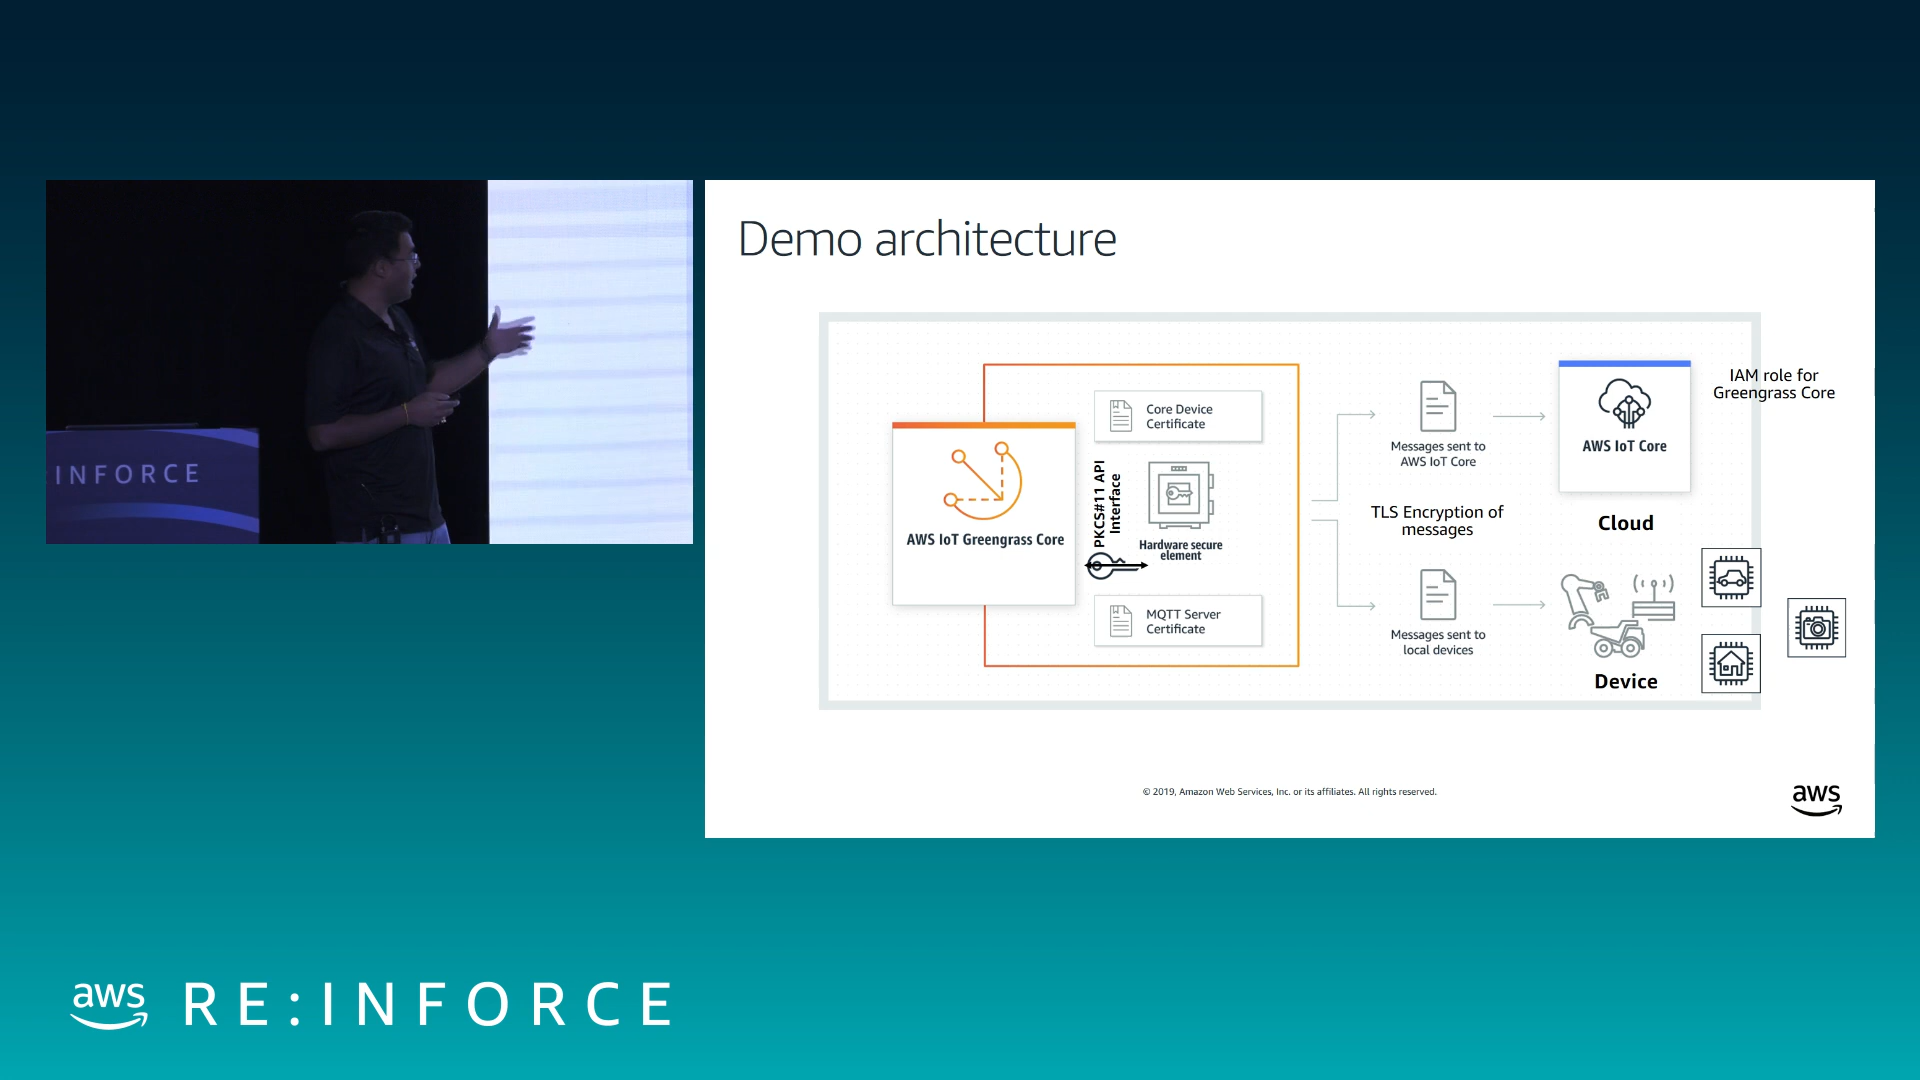 Demo architecture
Core Device
Certificate
AWS IoT Greengrass Core
PKCS#11 API
Interface
Hardware secure
element
MQTT Server
Certificate
Messages sent to
AWS IoT Core
TLS Encryption of
messages
Messages sent to
local devices
AWS IoT Core
Cloud
IAM role for
Greengrass Core
Device
© 2019, Amazon Web Services, Inc. or its affiliates. All rights reserved.
aws
:INFORCE
aws RE:INFORCE